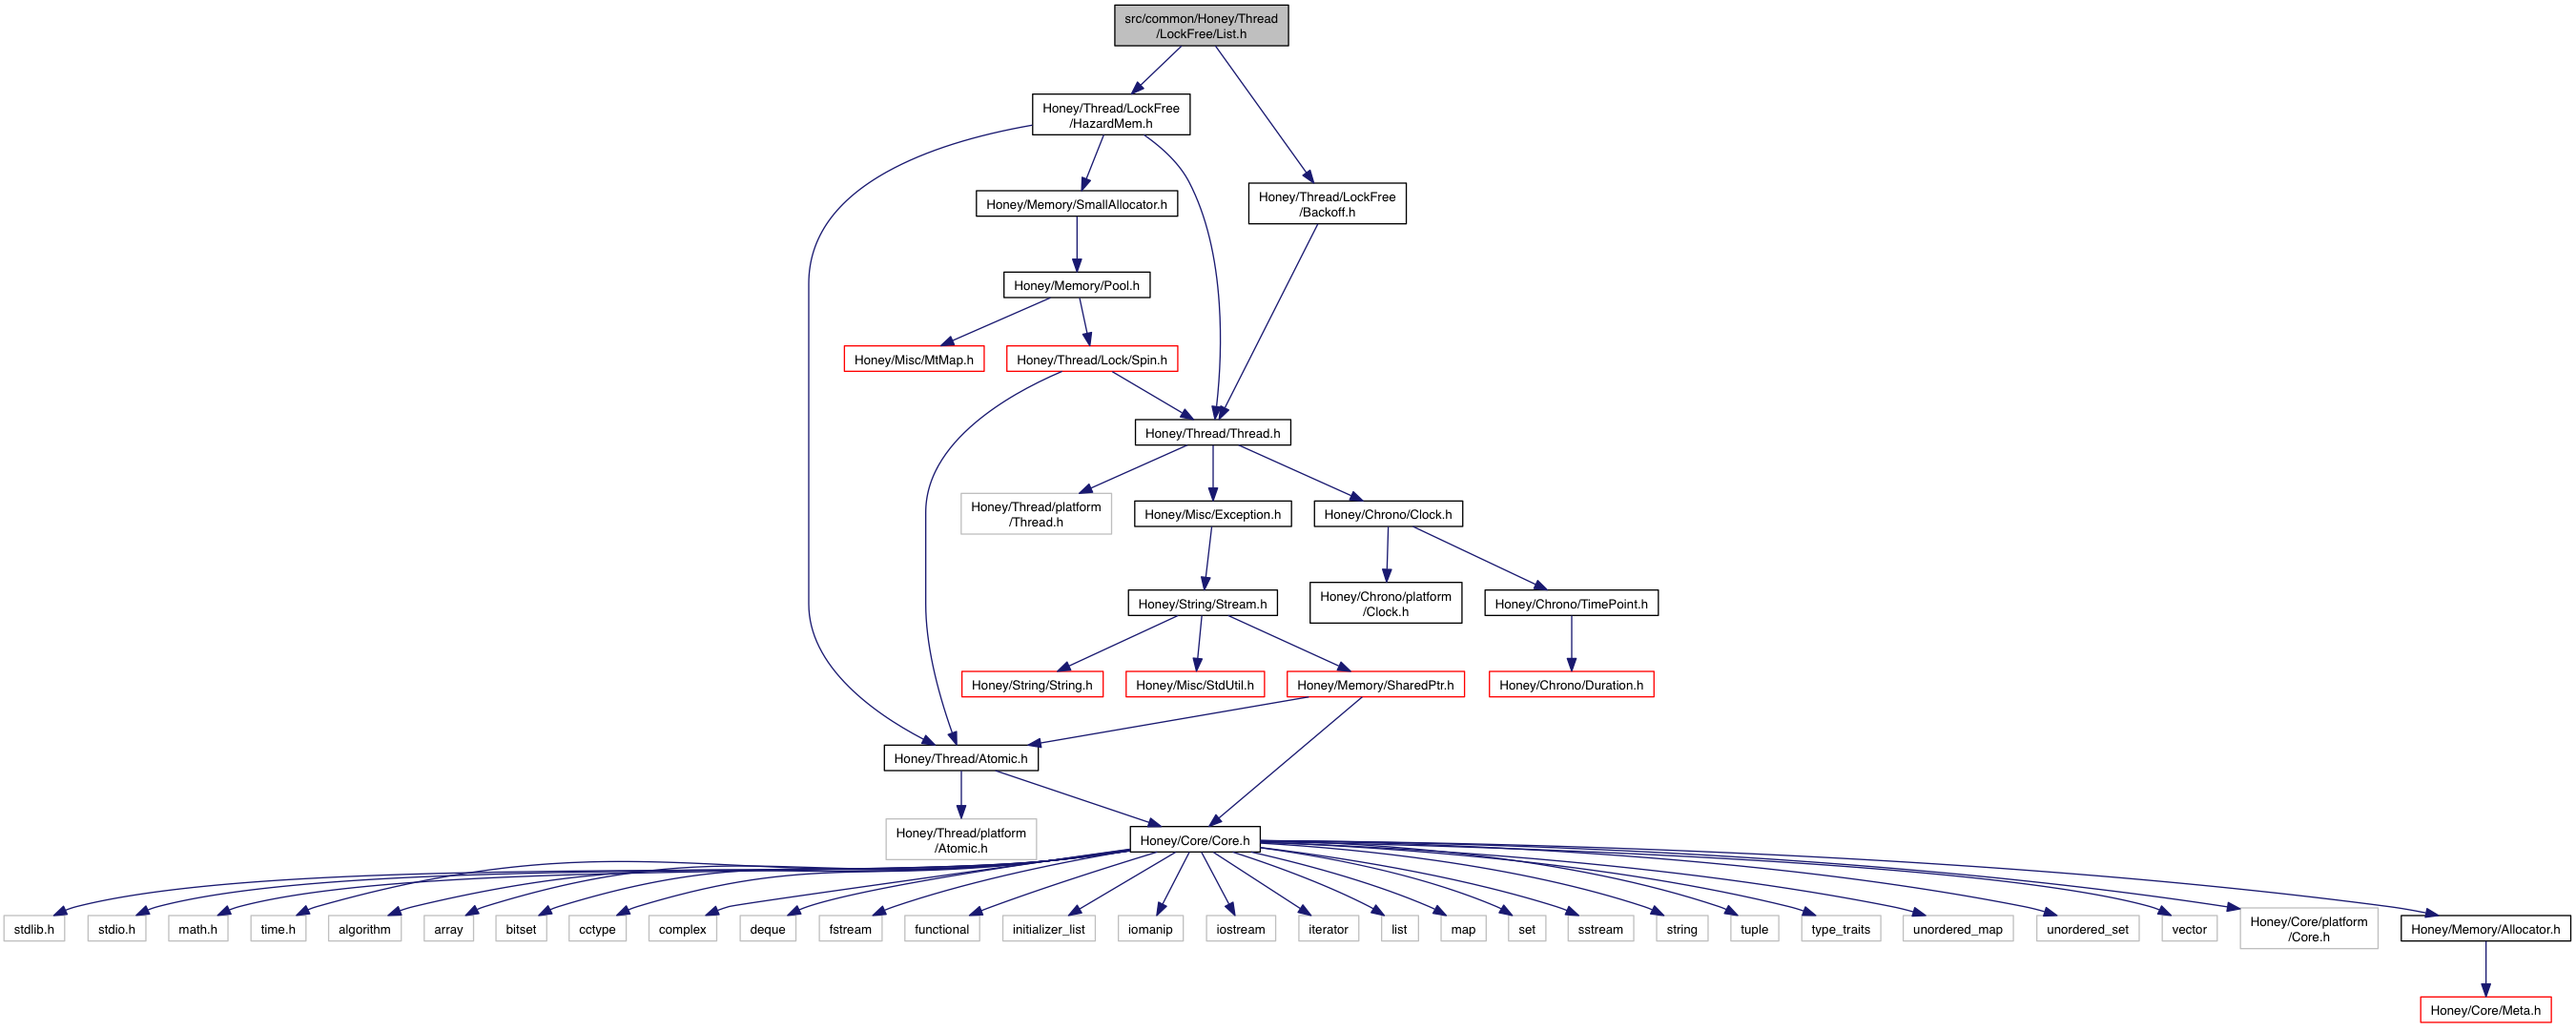 src/common/Honey/Thread
/LockFree/List.h
Honey/Thread/LockFree
/HazardMem.h
Honey/Memory/SmallAllocator.h
Honey/Thread/LockFree
/Backoff.h
Honey/Memory/Pool.h
Honey/Misc/MtMap.h
Honey/Thread/Lock/Spin.h
Honey/Thread/Thread.h
Honey/Thread/platform
/Thread.h
Honey/Misc/Exception.h
Honey/Chrono/Clock.h
Honey/String/Stream.h
Honey/Chrono/platform
/Clock.h
Honey/Chrono/TimePoint.h
Honey/String/String.h
Honey/Misc/StdUtil.h
Honey/Memory/SharedPtr.h
Honey/Chrono/Duration.h
Honey/Thread/Atomic.h
Honey/Thread/platform
/Atomic.h
Honey/Core/Core.h
stdlib.h
stdio.h
math.h
time.h
algorithm
array
bitset
cctype
complex
deque
fstream
functional
initializer_list
iomanip
iostream
iterator
list
map
set
sstream
string
tuple
type_traits
unordered_map
unordered_set
vector
Honey/Core/platform
/Core.h
Honey/Memory/Allocator.h
Honey/Core/Meta.h